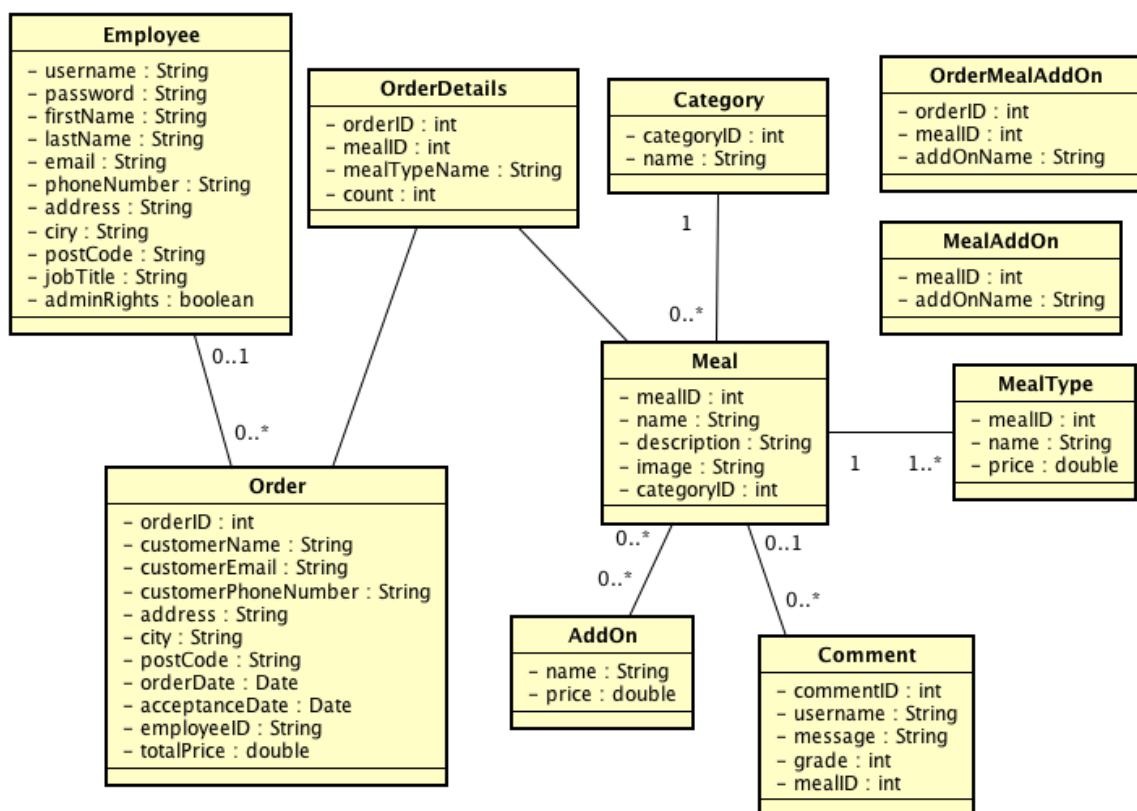 Employee
- username : String
- password : String
- firstName : String
- lastName : String
- email : String
- phoneNumber : String
- address : String
- ciry : String
- postCode : String
- jobTitle : String
- adminRights : boolean
OrderDetails
- orderID : int
- mealID : int
- mealTypeName : String
- count : int
Category
- categoryID : int
- name : String
OrderMealAddOn
- orderID : int
- mealID : int
- addOnName : String
MealAddOn
- mealID : int
- addOnName : String
1
0..*
0..1
0..*
Meal
- mealID : int
- name : String
- description : String
- image : String
- categoryID : int
1
1..*
MealType
- mealID : int
- name : String
- price : double
Order
- orderID : int
- customerName : String
- customerEmail : String
- customerPhoneNumber : String
- address : String
- city : String
- postCode : String
- orderDate : Date
- acceptanceDate : Date
- employeeID : String
- totalPrice : double
0..*
0..*
0..1
0..*
AddOn
- name : String
- price : double
Comment
- commentID : int
- username : String
- message : String
- grade : int
- mealID : int